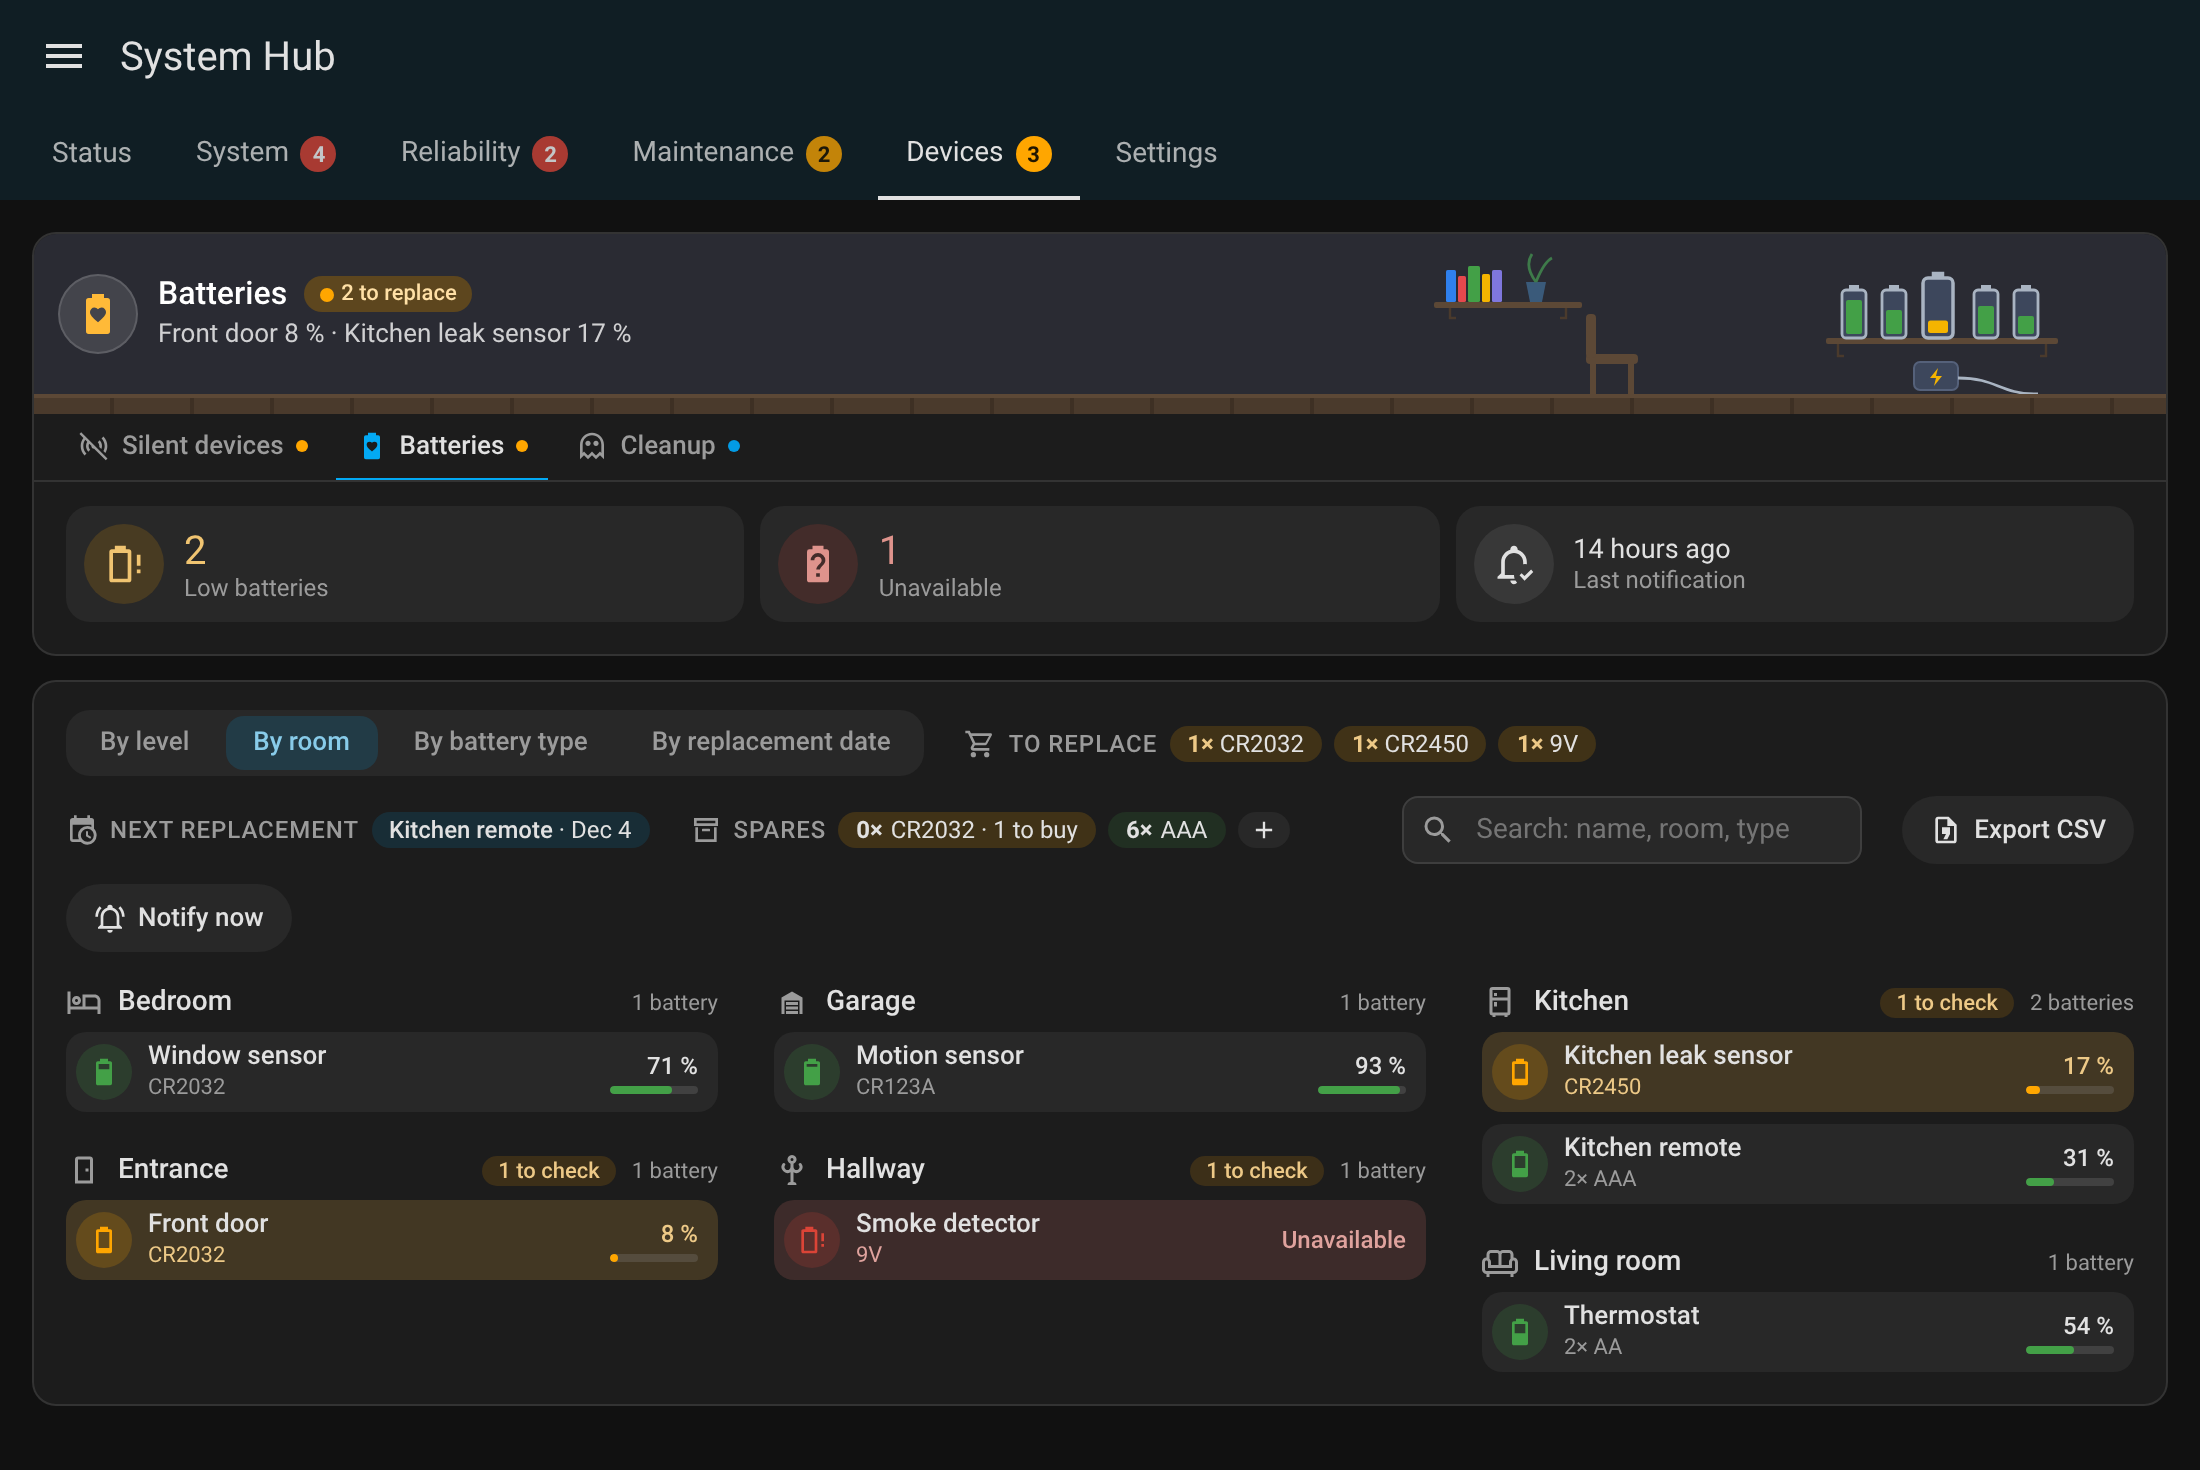 System Hub
Status
System 4
Reliability 2
Maintenance 2
Devices 3
Settings
Batteries
2 to replace
Front door 8 % · Kitchen leak sensor 17 %
Silent devices
Batteries
Cleanup
2
Low batteries
1
Unavailable
14 hours ago
Last notification
By level
By room
By battery type
By replacement date
TO REPLACE
1× CR2032
1× CR2450
1× 9V
NEXT REPLACEMENT
Kitchen remote · Dec 4
SPARES
0× CR2032 · 1 to buy
6× AAA
+
Search: name, room, type
Export CSV
Notify now
Bedroom
1 battery
Window sensor
CR2032
71 %
Entrance
1 to check
1 battery
Front door
CR2032
8 %
Garage
1 battery
Motion sensor
CR123A
93 %
Hallway
1 to check
1 battery
Smoke detector
9V
Unavailable
Kitchen
1 to check
2 batteries
Kitchen leak sensor
CR2450
17 %
Kitchen remote
2× AAA
31 %
Living room
1 battery
Thermostat
2× AA
54 %